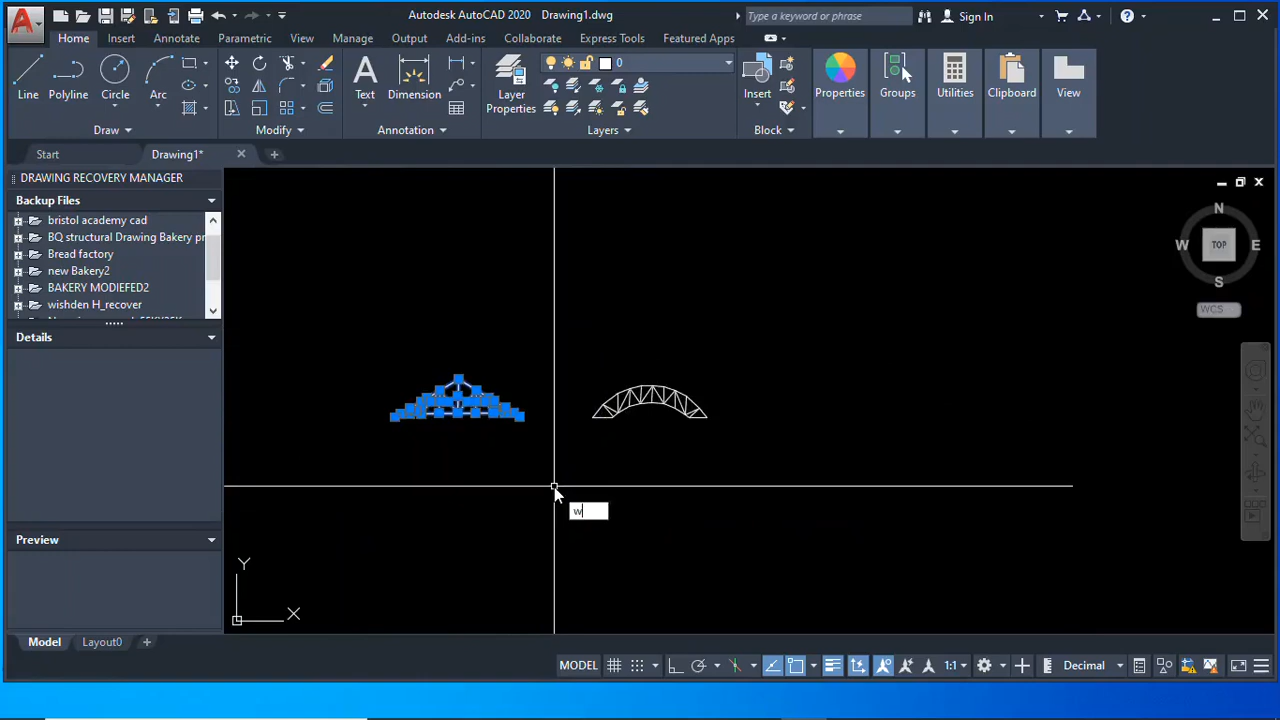 Autodesk AutoCAD 2020 Drawing1.dwg
Type a keyword or phrase
Sign In
Home Insert Annotate Parametric View Manage Output Add-ins Collaborate Express Tools Featured Apps
Line Polyline Circle Arc
Text Dimension
Layer Properties
0
Insert
Properties Groups Utilities Clipboard View
Draw Modify Annotation Layers Block
Start Drawing1*
DRAWING RECOVERY MANAGER
Backup Files
bristol academy cad
BQ structural Drawing Bakery pr
Bread factory
new Bakery2
BAKERY MODIEFED2
wishden H_recover
Details
Preview
N
W TOP E
S
WCS
w
Y
X
Model Layout0
MODEL 1:1 Decimal